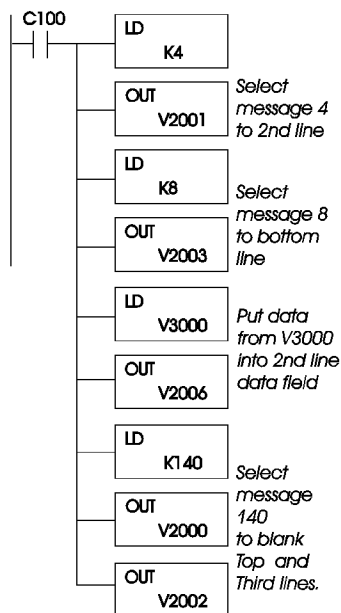 C100
LD
K4
OUT
V2001
Select
message 4
to 2nd line
LD
K8
OUT
V2003
Select
message 8
to bottom
line
LD
V3000
OUT
V2006
Put data
from V3000
into 2nd line
data field
LD
K140
OUT
V2000
OUT
V2002
Select
message
140
to blank
Top and
Third lines.